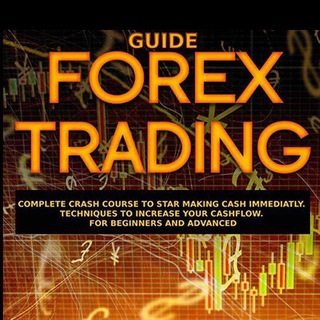 GUIDE
FOREX
TRADING
COMPLETE CRASH COURSE TO STAR MAKING CASH IMMEDIATLY.
TECHNIQUES TO INCREASE YOUR CASHFLOW.
FOR BEGINNERS AND ADVANCED